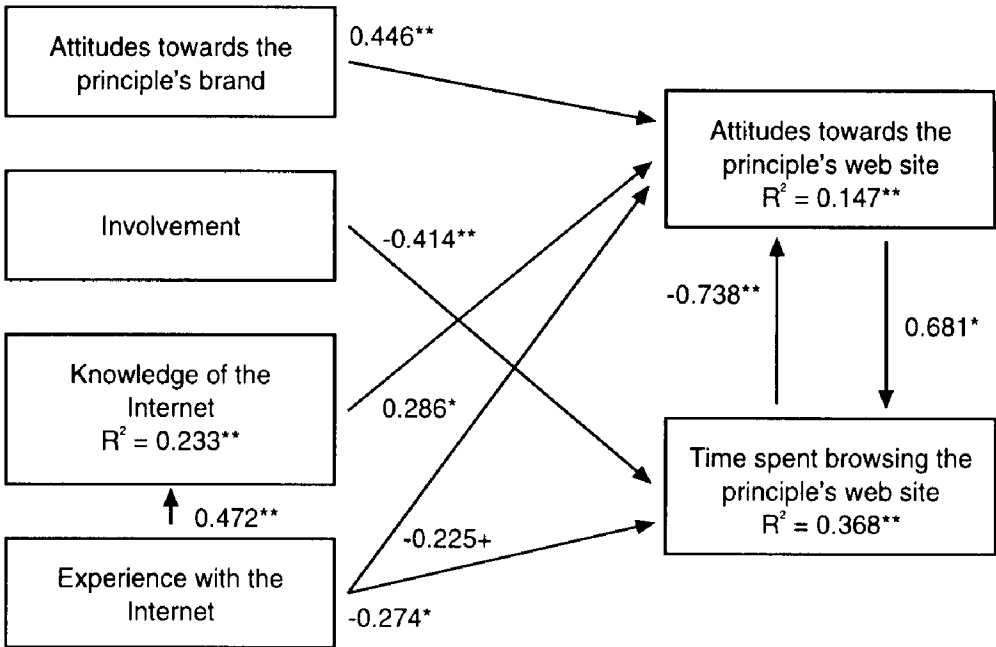 Attitudes towards the
principle's brand
0.446**
Attitudes towards the
principle's web site
R² = 0.147**
Involvement
-0.414**
-0.738**
0.681*
Knowledge of the
Internet
R² = 0.233**
0.286*
Time spent browsing the
principle's web site
R² = 0.368**
0.472**
-0.225+
Experience with the
Internet
-0.274*